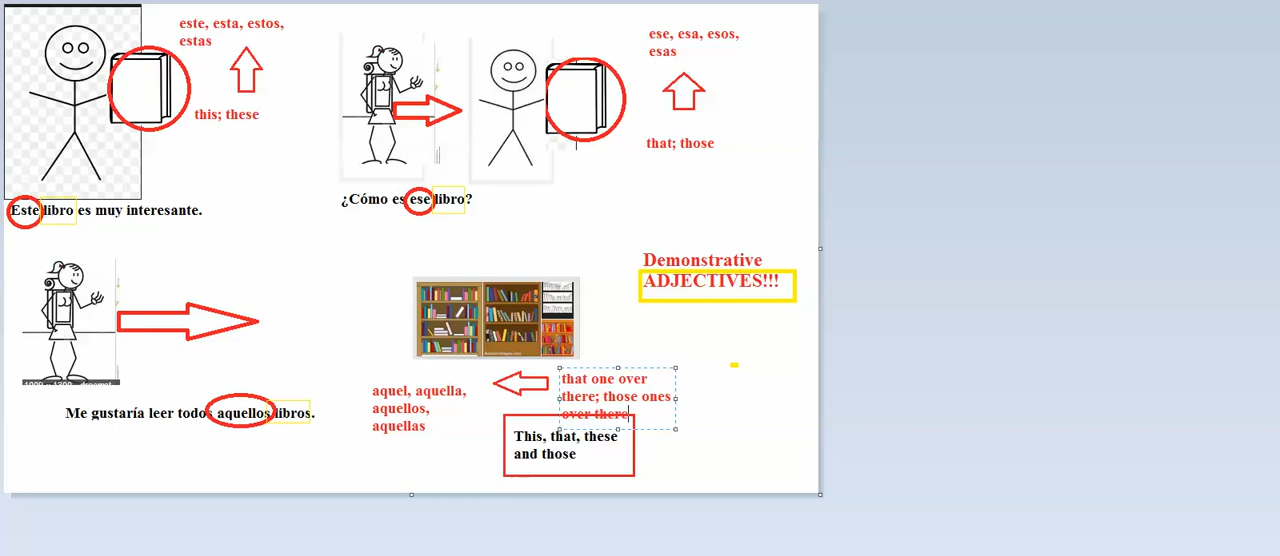 este, esta, estos,
estas
this; these
Este libro es muy interesante.
ese, esa, esos,
esas
that; those
¿Cómo es ese libro?
Demonstrative
ADJECTIVES!!!
Me gustaría leer todos aquellos libros.
aquel, aquella,
aquellos,
aquellas
that one over
there; those ones
over there
This, that, these
and those